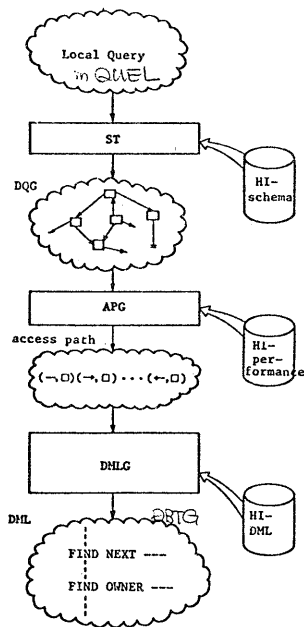 Local Query
in QUEL
ST
HI-
schema
DQG
APG
HI-
per-
formance
access path
(—,□)(→,□)···(←,□)
DMLG
HI-
DML
DML
DBTG
FIND NEXT ---
FIND OWNER ---